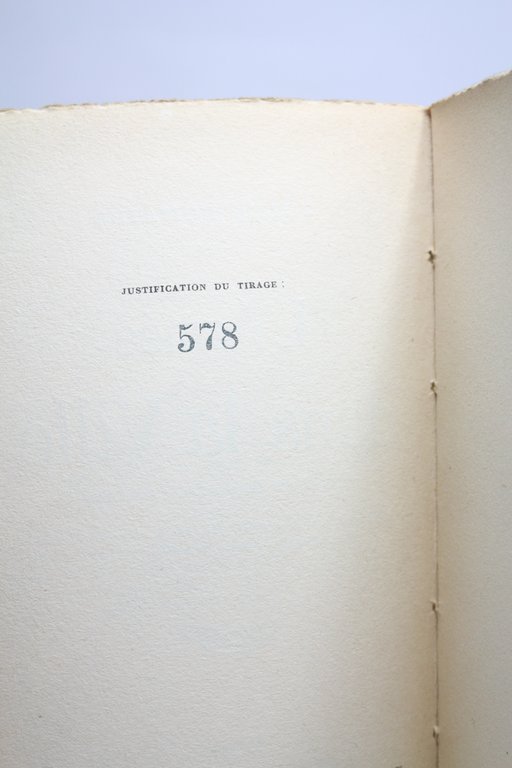 JUSTIFICATION DU TIRAGE :
578